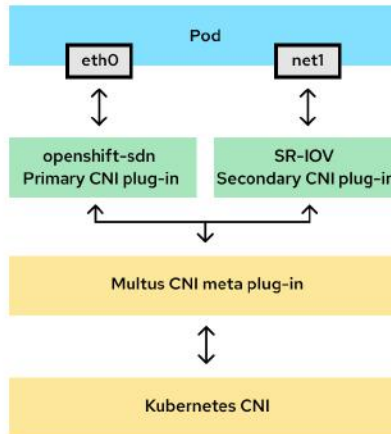 Pod
eth0
net1
openshift-sdn
Primary CNI plug-in
SR-IOV
Secondary CNI plug-in
Multus CNI meta plug-in
Kubernetes CNI